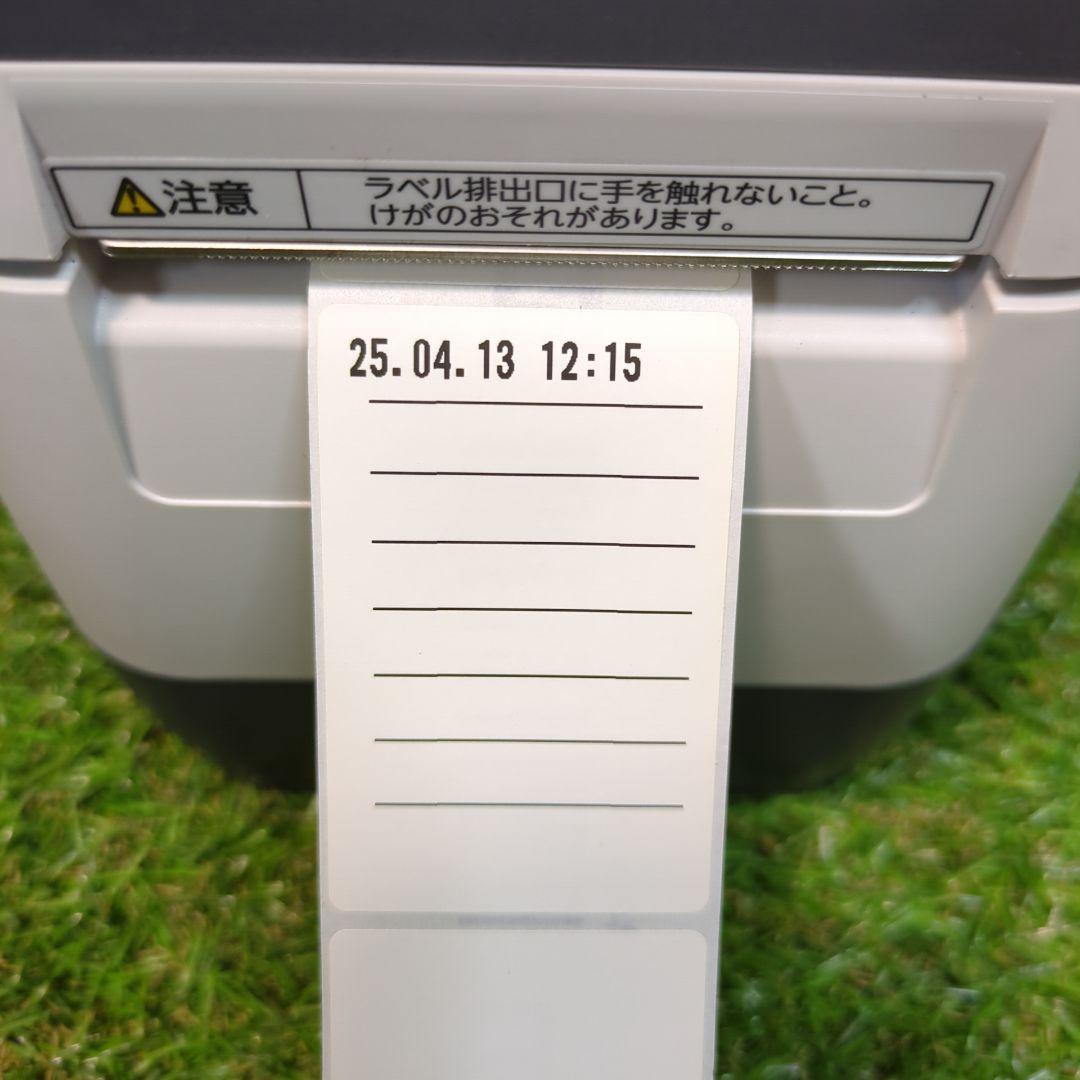 注意
ラベル排出口に手を触れないこと。
けがのおそれがあります。
25.04.13 12:15